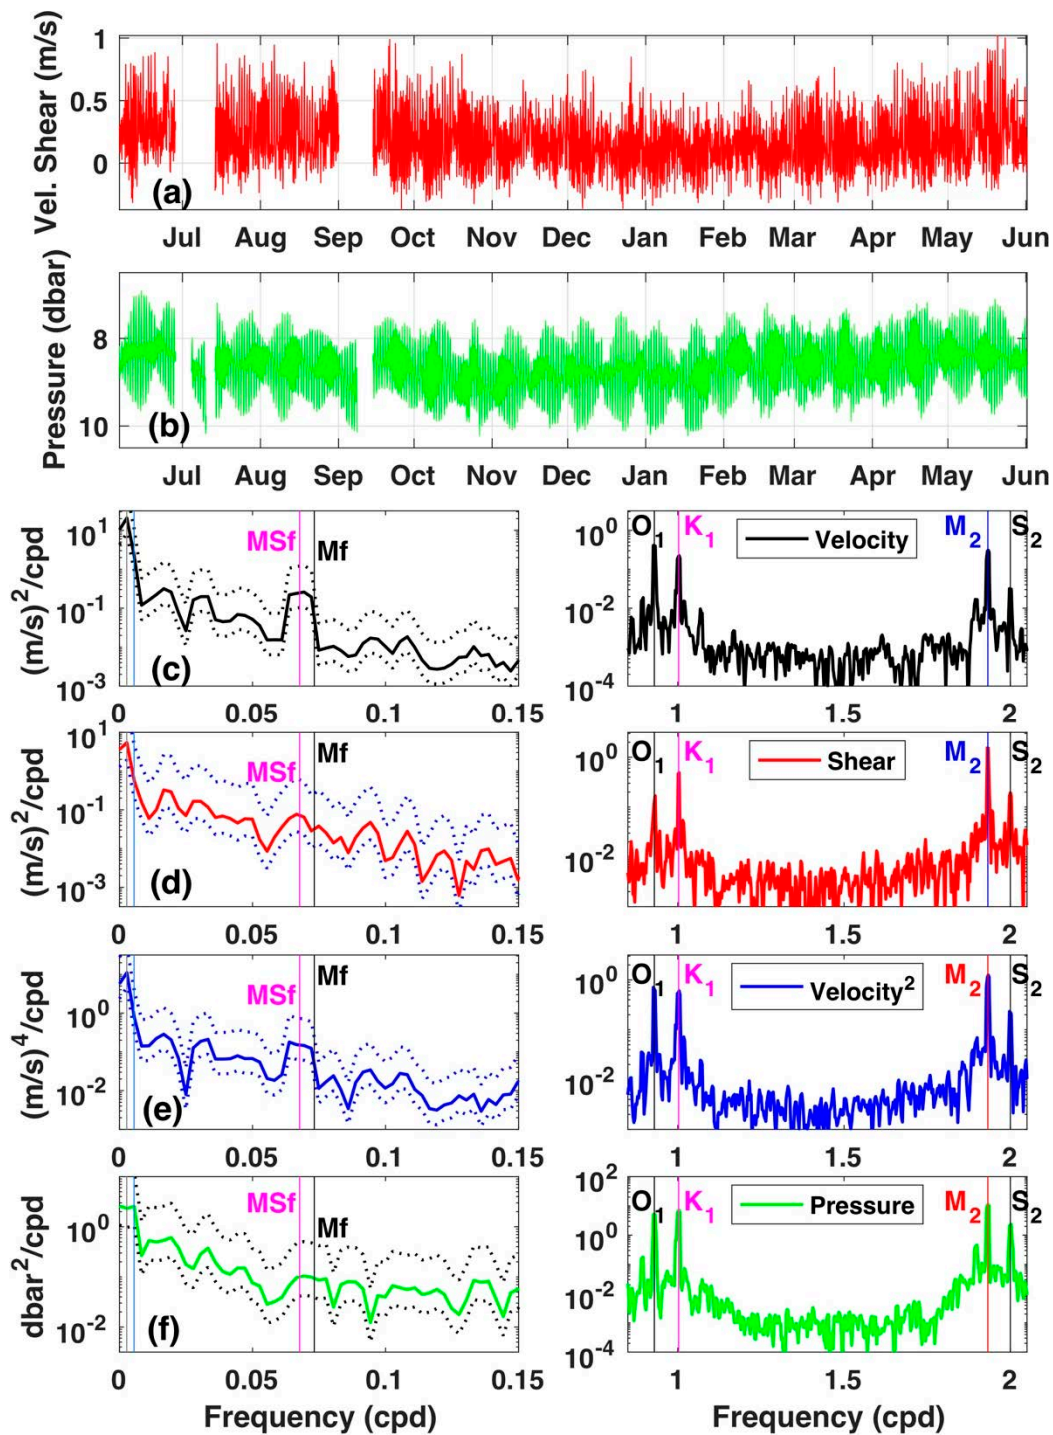 Vel. Shear (m/s)
1
0.5
0
(a)
Jul Aug Sep Oct Nov Dec Jan Feb Mar Apr May Jun
Pressure (dbar)
8
10
(b)
Jul Aug Sep Oct Nov Dec Jan Feb Mar Apr May Jun
(m/s)²/cpd
10¹
10⁻¹
10⁻³
MSf
Mf
(c)
0 0.05 0.1 0.15
10⁰
10⁻²
10⁻⁴
O₁ K₁ Velocity M₂ S₂
1 1.5 2
(m/s)²/cpd
10¹
10⁻¹
10⁻³
MSf
Mf
(d)
0 0.05 0.1 0.15
10⁰
10⁻²
O₁ K₁ Shear M₂ S₂
1 1.5 2
(m/s)⁴/cpd
10⁰
10⁻²
MSf
Mf
(e)
0 0.05 0.1 0.15
10⁰
10⁻²
O₁ K₁ Velocity² M₂ S₂
1 1.5 2
dbar²/cpd
10⁰
10⁻²
MSf
Mf
(f)
0 0.05 0.1 0.15
Frequency (cpd)
10²
10⁰
10⁻²
10⁻⁴
O₁ K₁ Pressure M₂ S₂
1 1.5 2
Frequency (cpd)